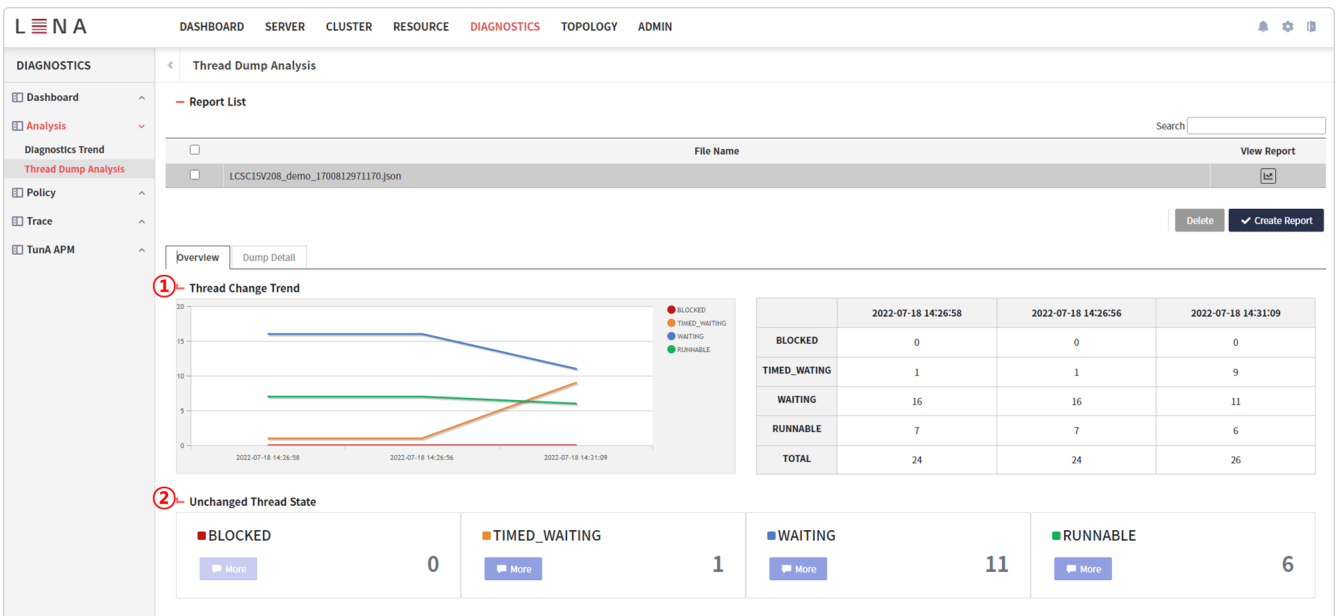 LENA
DASHBOARD SERVER CLUSTER RESOURCE DIAGNOSTICS TOPOLOGY ADMIN
DIAGNOSTICS
Dashboard
Analysis
Diagnostics Trend
Thread Dump Analysis
Policy
Trace
TunA APM
Thread Dump Analysis
Report List
Search
File Name View Report
LCSC15V208_demo_1700812971170.json
Delete Create Report
Overview Dump Detail
① Thread Change Trend
20
15
10
5
0
2022-07-18 14:26:58 2022-07-18 14:26:56 2022-07-18 14:31:09
BLOCKED
TIMED_WAITING
WAITING
RUNNABLE
2022-07-18 14:26:58 2022-07-18 14:26:56 2022-07-18 14:31:09
BLOCKED 0 0 0
TIMED_WATING 1 1 9
WAITING 16 16 11
RUNNABLE 7 7 6
TOTAL 24 24 26
② Unchanged Thread State
BLOCKED
More 0
TIMED_WAITING
More 1
WAITING
More 11
RUNNABLE
More 6